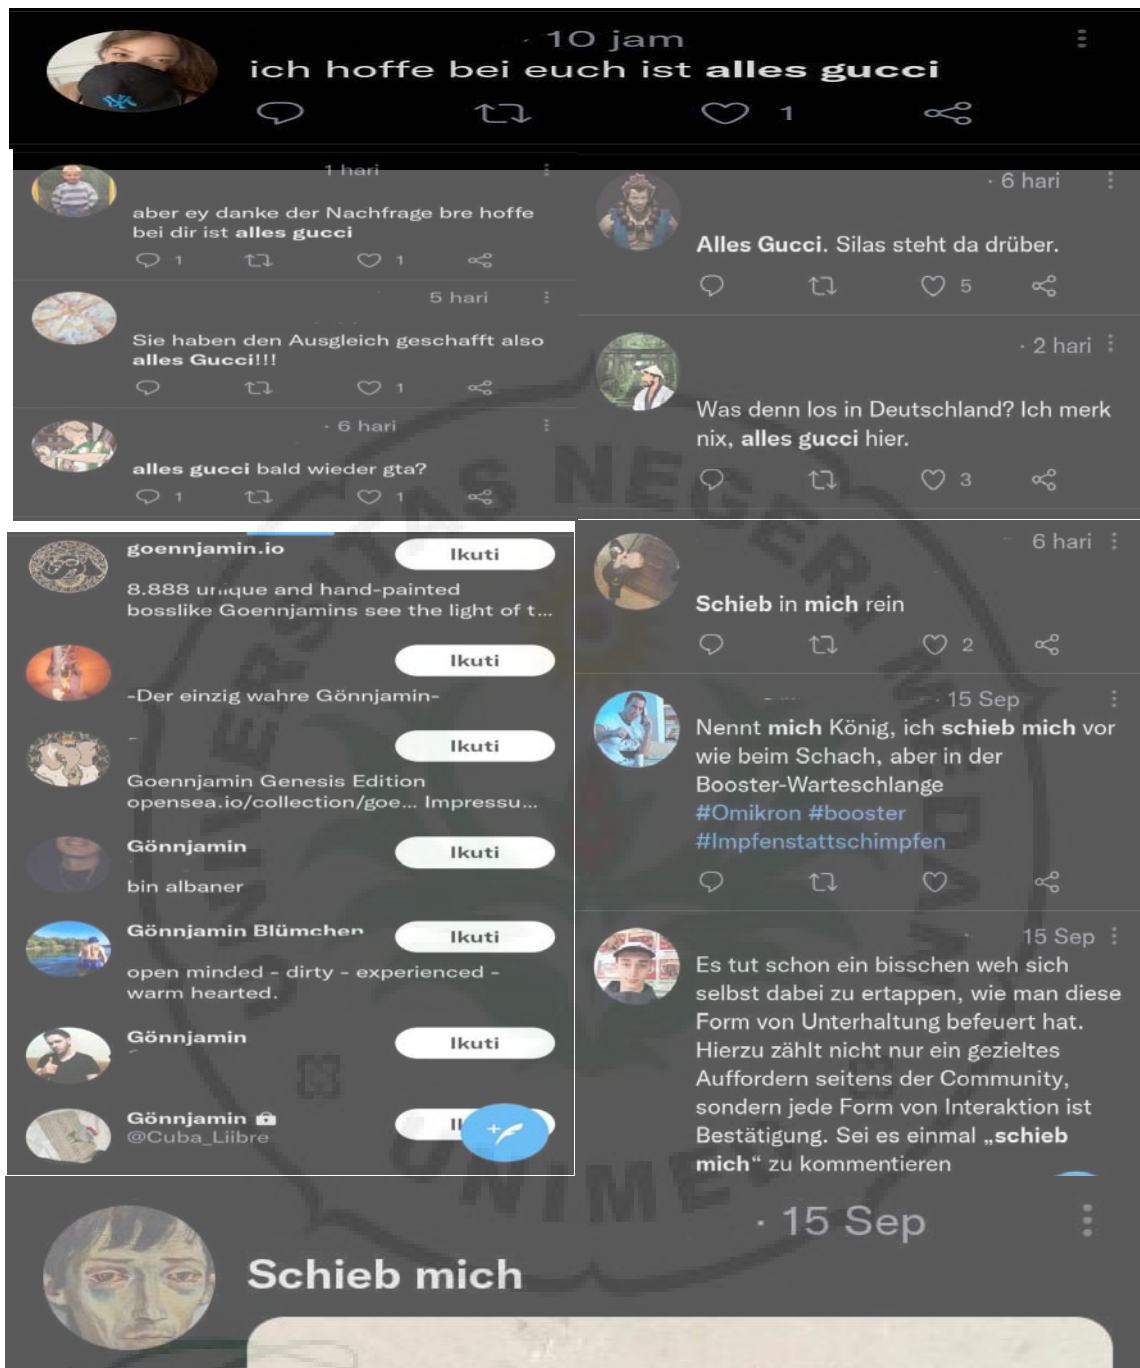 · 10 jam
ich hoffe bei euch ist alles gucci
1
1 hari
aber ey danke der Nachfrage bre hoffe
bei dir ist alles gucci
1 1
5 hari
Sie haben den Ausgleich geschafft also
alles Gucci!!!
1
· 6 hari
alles gucci bald wieder gta?
1 1
· 6 hari
Alles Gucci. Silas steht da drüber.
5
· 2 hari
Was denn los in Deutschland? Ich merk
nix, alles gucci hier.
3
goennjamin.io
Ikuti
8.888 unique and hand-painted
bosslike Goennjamins see the light of t...
Ikuti
-Der einzig wahre Gönnjamin-
Ikuti
Goennjamin Genesis Edition
opensea.io/collection/goe... Impressu...
Gönnjamin
Ikuti
bin albaner
Gönnjamin Blümchen
Ikuti
open minded - dirty - experienced -
warm hearted.
Gönnjamin
Ikuti
Gönnjamin
@Cuba_Liibre
6 hari
Schieb in mich rein
2
· 15 Sep
Nennt mich König, ich schieb mich vor
wie beim Schach, aber in der
Booster-Warteschlange
#Omikron #booster
#Impfenstattschimpfen
15 Sep
Es tut schon ein bisschen weh sich
selbst dabei zu ertappen, wie man diese
Form von Unterhaltung befeuert hat.
Hierzu zählt nicht nur ein gezieltes
Auffordern seitens der Community,
sondern jede Form von Interaktion ist
Bestätigung. Sei es einmal „schieb
mich“ zu kommentieren
· 15 Sep
Schieb mich
UNIVERSITAS NEGERI MEDAN
UNIMED